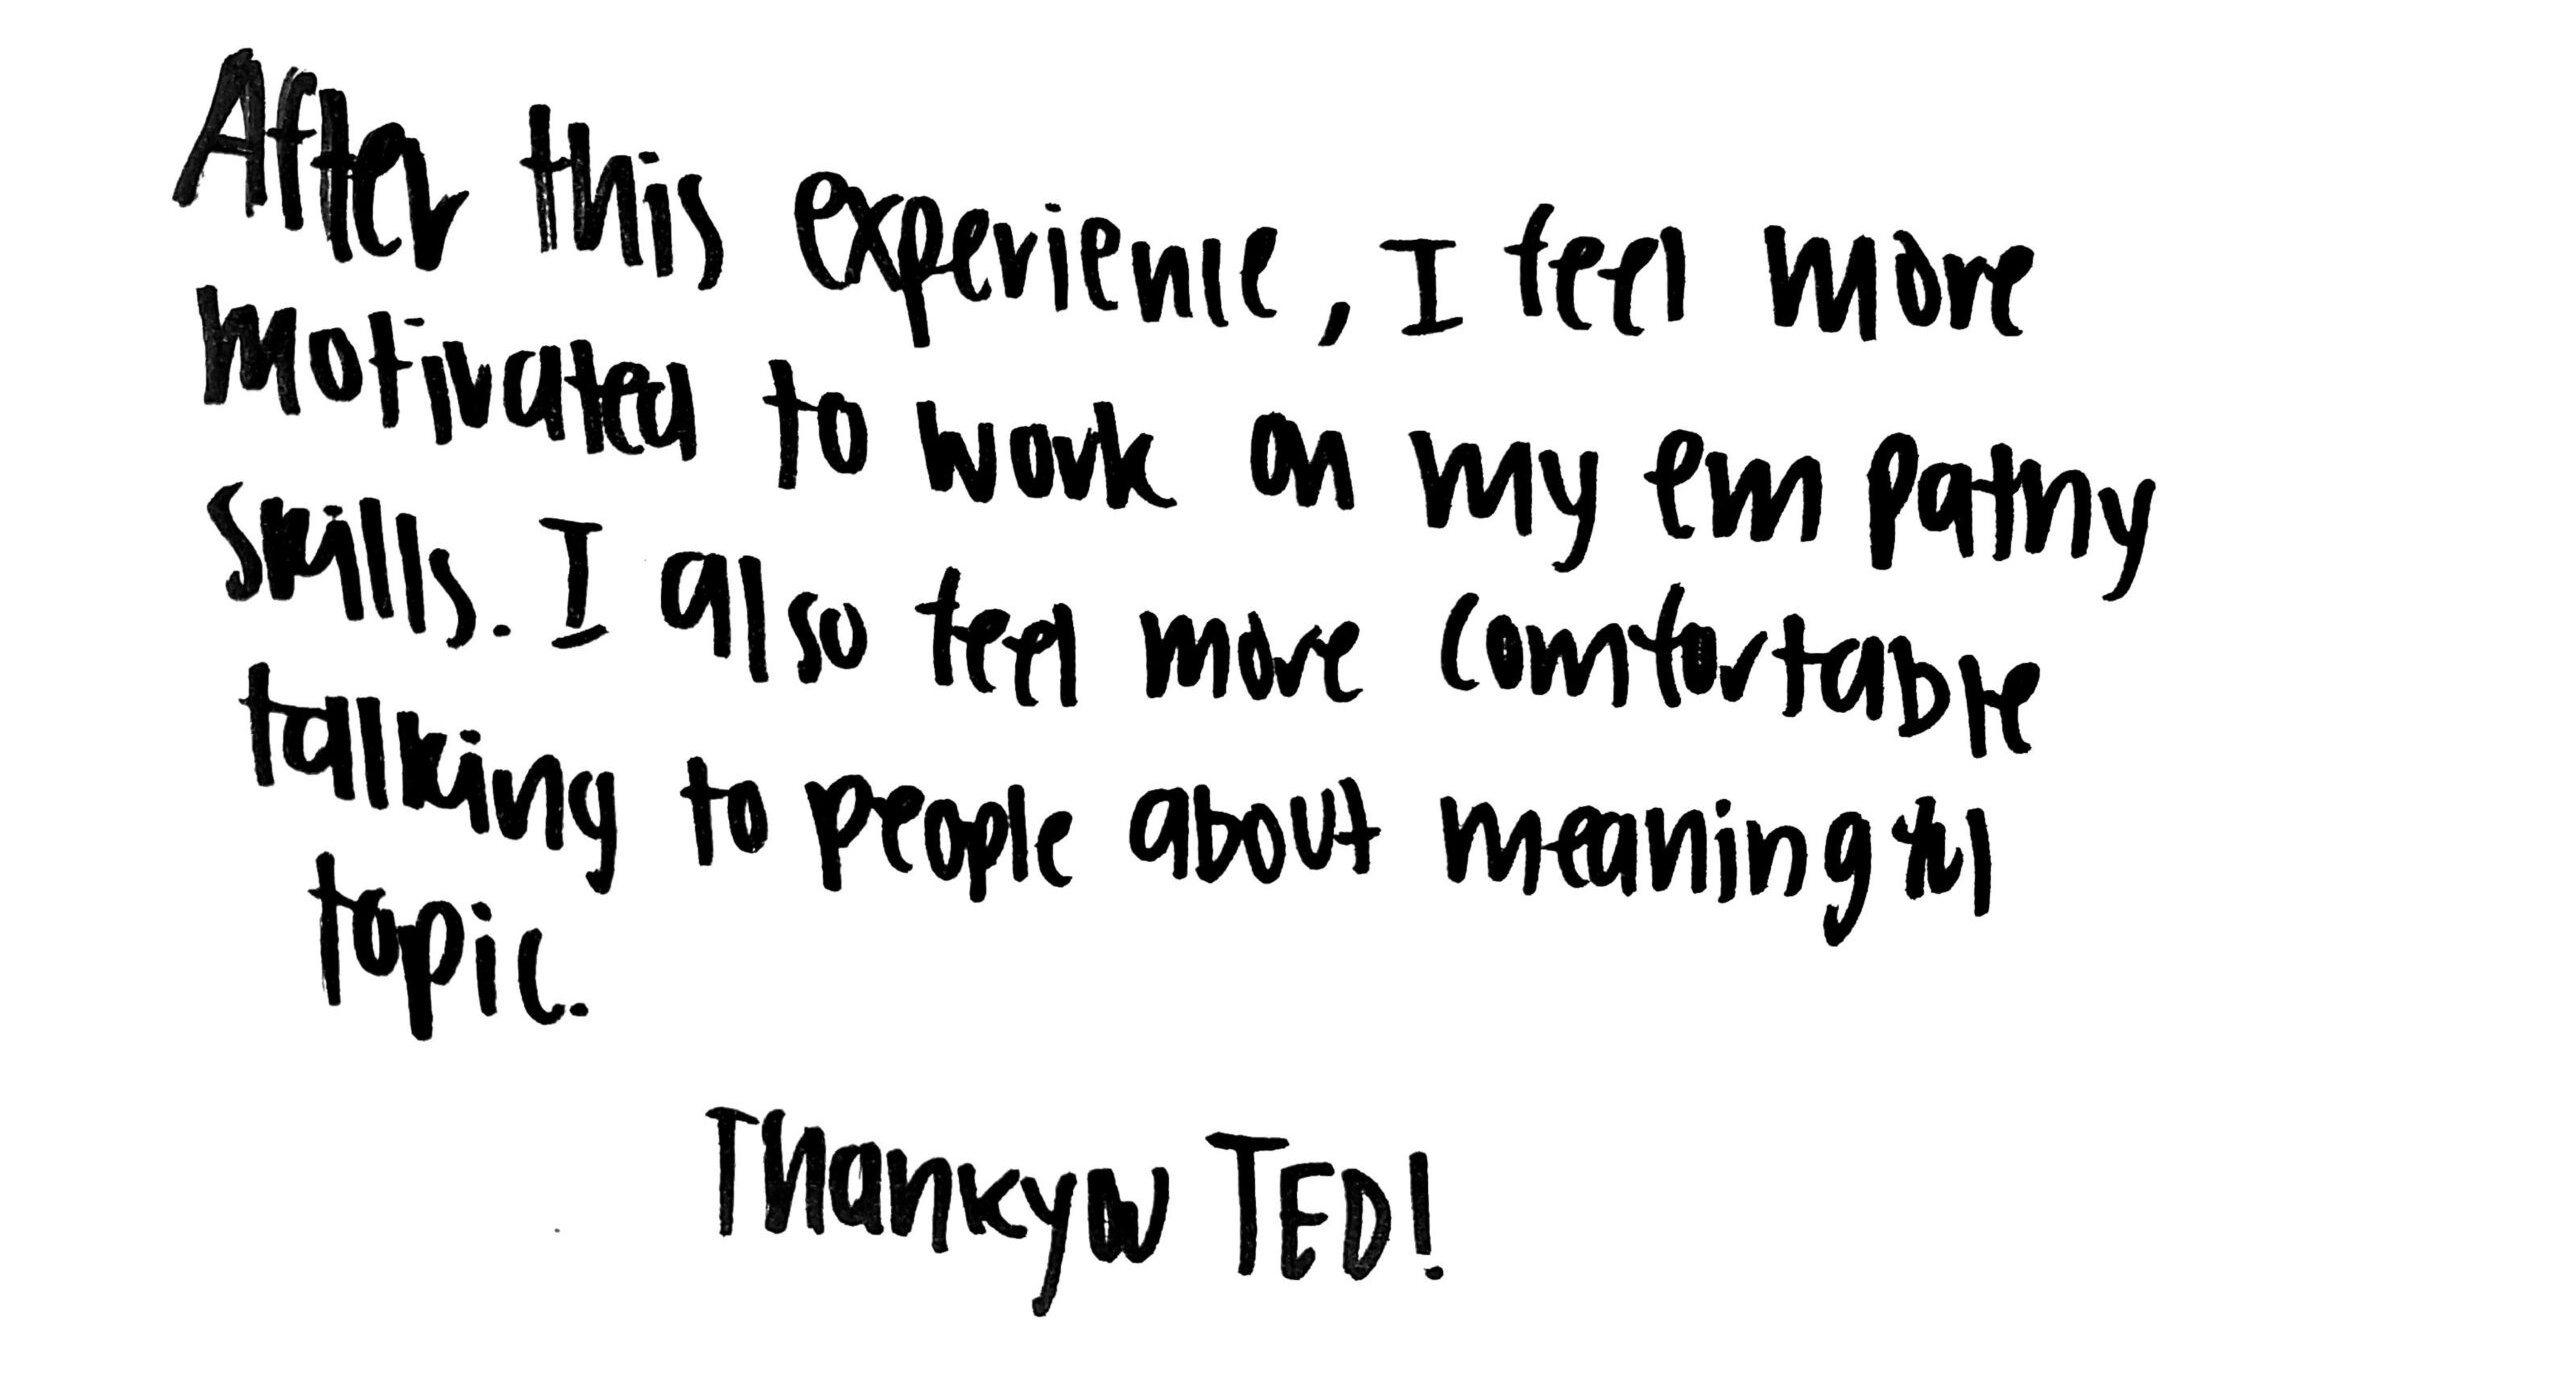 After this experience, I feel more
motivated to work on my empathy
skills. I also feel more comfortable
talking to people about meaningful
topic.
Thankyou TED!